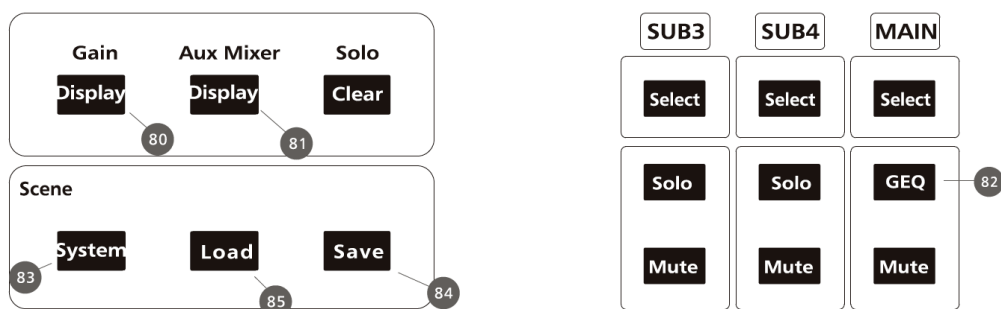 Gain Aux Mixer Solo
Display Display Clear
80 81
Scene
System Load Save
83 85 84
SUB3 SUB4 MAIN
Select Select Select
Solo Solo GEQ 82
Mute Mute Mute